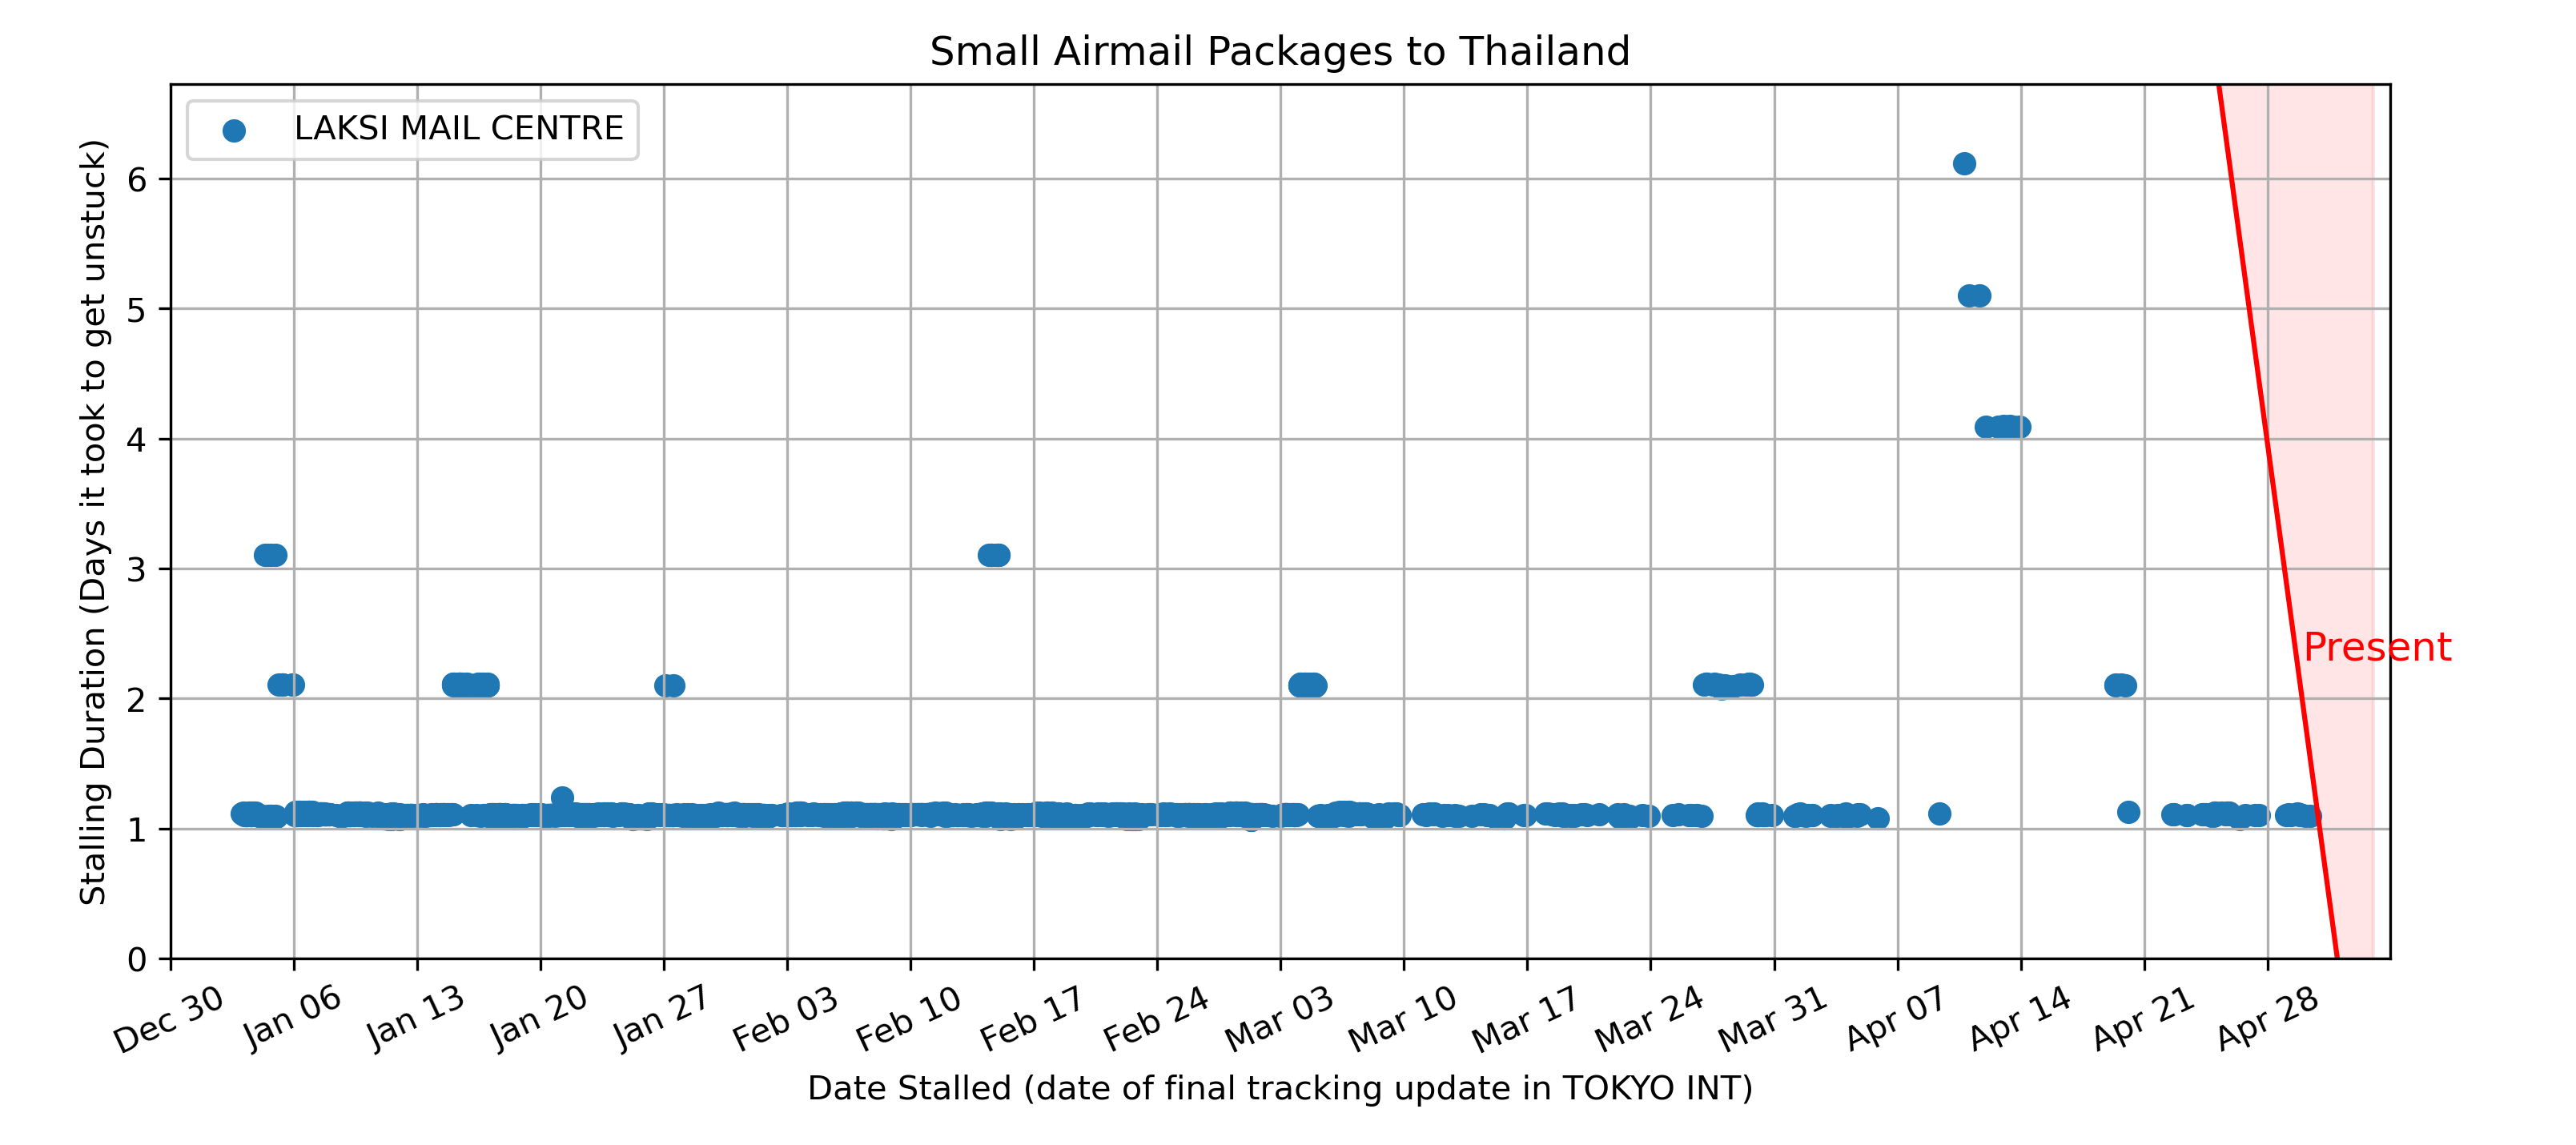 Small Airmail Packages to Thailand
LAKSI MAIL CENTRE
Stalling Duration (Days it took to get unstuck)
6
5
4
3
2
1
0
Present
Dec 30
Jan 06
Jan 13
Jan 20
Jan 27
Feb 03
Feb 10
Feb 17
Feb 24
Mar 03
Mar 10
Mar 17
Mar 24
Mar 31
Apr 07
Apr 14
Apr 21
Apr 28
Date Stalled (date of final tracking update in TOKYO INT)